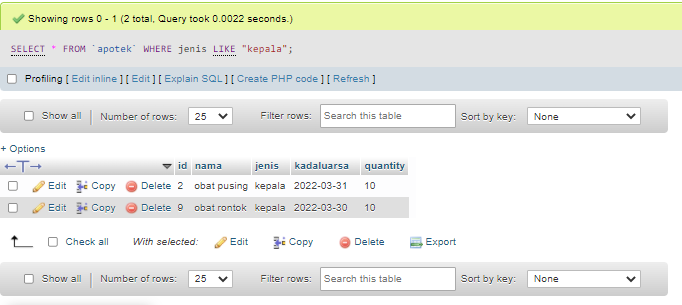 Showing rows 0 - 1 (2 total, Query took 0.0022 seconds.)
SELECT * FROM `apotek` WHERE jenis LIKE "kepala";
Profiling [ Edit inline ] [ Edit ] [ Explain SQL ] [ Create PHP code ] [ Refresh ]
Show all | Number of rows: 25 Filter rows: Search this table Sort by key: None
+ Options
←T→ id nama jenis kadaluarsa quantity
Edit Copy Delete 2 obat pusing kepala 2022-03-31 10
Edit Copy Delete 9 obat rontok kepala 2022-03-30 10
Check all With selected: Edit Copy Delete Export
Show all | Number of rows: 25 Filter rows: Search this table Sort by key: None